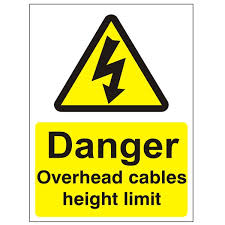 Danger
Overhead cables
height limit